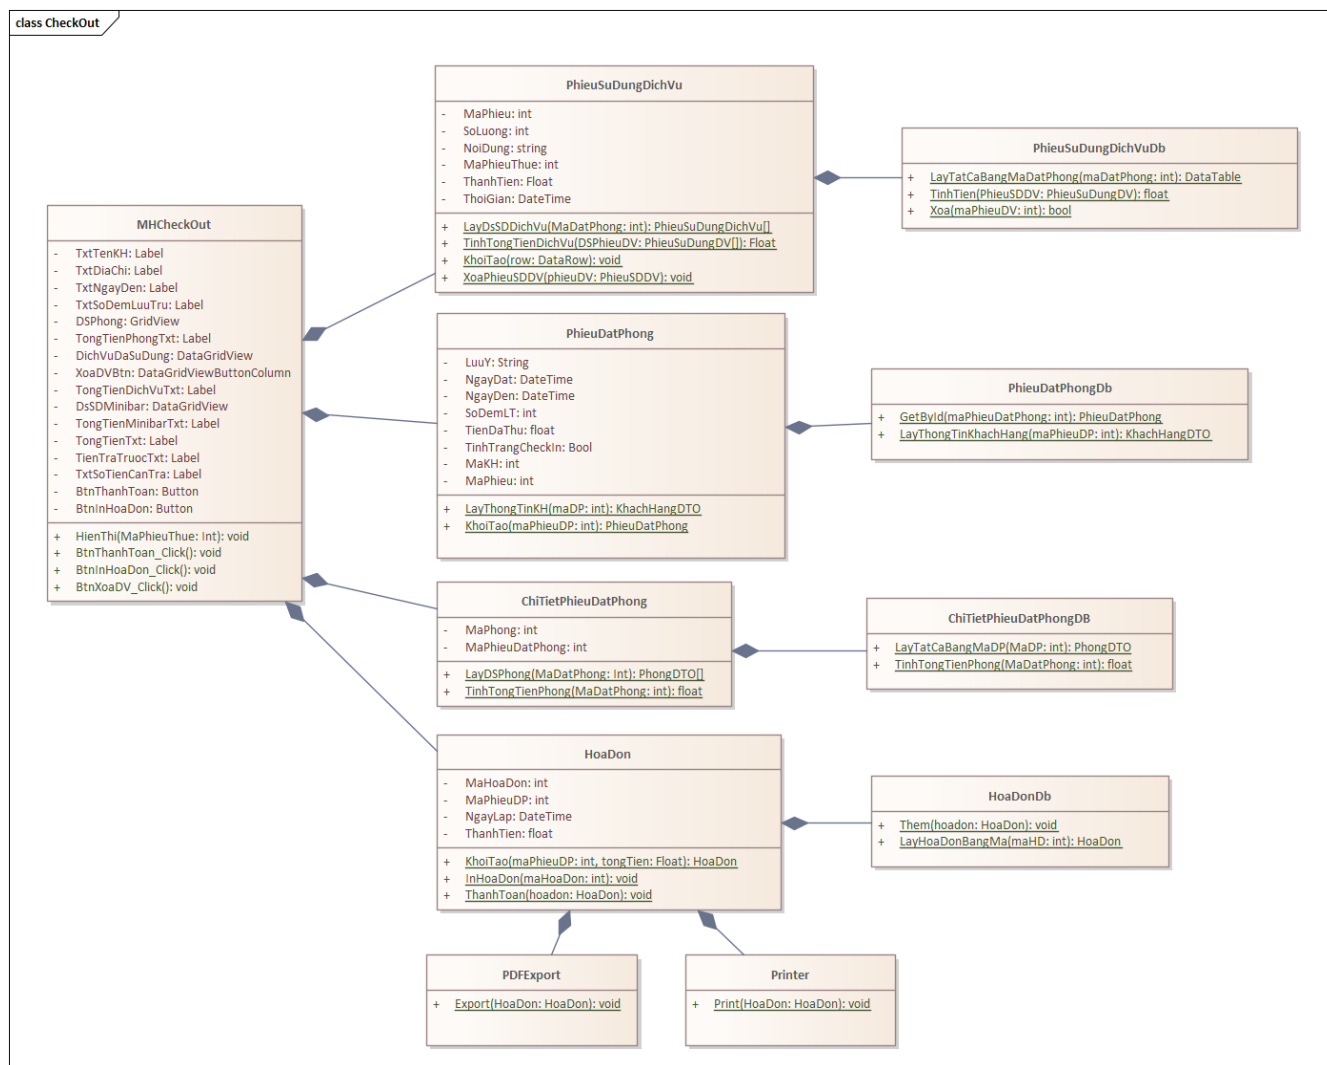 class CheckOut
MHCheckOut
- TxtTenKH: Label
- TxtDiaChi: Label
- TxtNgayDen: Label
- TxtSoDemLuuTru: Label
- DSPhong: GridView
- TongTienPhongTxt: Label
- DichVuDaSuDung: DataGridView
- XoaDVBtn: DataGridViewButtonColumn
- TongTienDichVuTxt: Label
- DsSDMinibar: DataGridView
- TongTienMinibarTxt: Label
- TongTienTxt: Label
- TienTraTruocTxt: Label
- TxtSoTienCanTra: Label
- BtnThanhToan: Button
- BtnInHoaDon: Button
+ HienThi(MaPhieuThue: Int): void
+ BtnThanhToan_Click(): void
+ BtnInHoaDon_Click(): void
+ BtnXoaDV_Click(): void
PhieuSuDungDichVu
- MaPhieu: int
- SoLuong: int
- NoiDung: string
- MaPhieuThue: int
- ThanhTien: Float
- ThoiGian: DateTime
+ LayDsSDDichVu(MaDatPhong: int): PhieuSuDungDichVu[]
+ TinhTongTienDichVu(DSPhieuDV: PhieuSuDungDV[]): Float
+ KhoiTao(row: DataRow): void
+ XoaPhieuSDDV(phieuDV: PhieuSDDV): void
PhieuSuDungDichVuDb
+ LayTatCaBangMaDatPhong(maDatPhong: int): DataTable
+ TinhTien(PhieuSDDV: PhieuSuDungDV): float
+ Xoa(maPhieuDV: int): bool
PhieuDatPhong
- LuuY: String
- NgayDat: DateTime
- NgayDen: DateTime
- SoDemLT: int
- TienDaThu: float
- TinhTrangCheckIn: Bool
- MaKH: int
- MaPhieu: int
+ LayThongTinKH(maDP: int): KhachHangDTO
+ KhoiTao(maPhieuDP: int): PhieuDatPhong
PhieuDatPhongDb
+ GetById(maPhieuDatPhong: int): PhieuDatPhong
+ LayThongTinKhachHang(maPhieuDP: int): KhachHangDTO
ChiTietPhieuDatPhong
- MaPhong: int
- MaPhieuDatPhong: int
+ LayDSPhong(MaDatPhong: Int): PhongDTO[]
+ TinhTongTienPhong(MaDatPhong: int): float
ChiTietPhieuDatPhongDB
+ LayTatCaBangMaDP(MaDP: int): PhongDTO
+ TinhTongTienPhong(MaDatPhong: int): float
HoaDon
- MaHoaDon: int
- MaPhieuDP: int
- NgayLap: DateTime
- ThanhTien: float
+ KhoiTao(maPhieuDP: int, tongTien: Float): HoaDon
+ InHoaDon(maHoaDon: int): void
+ ThanhToan(hoadon: HoaDon): void
HoaDonDb
+ Them(hoadon: HoaDon): void
+ LayHoaDonBangMa(maHD: int): HoaDon
PDFExport
+ Export(HoaDon: HoaDon): void
Printer
+ Print(HoaDon: HoaDon): void